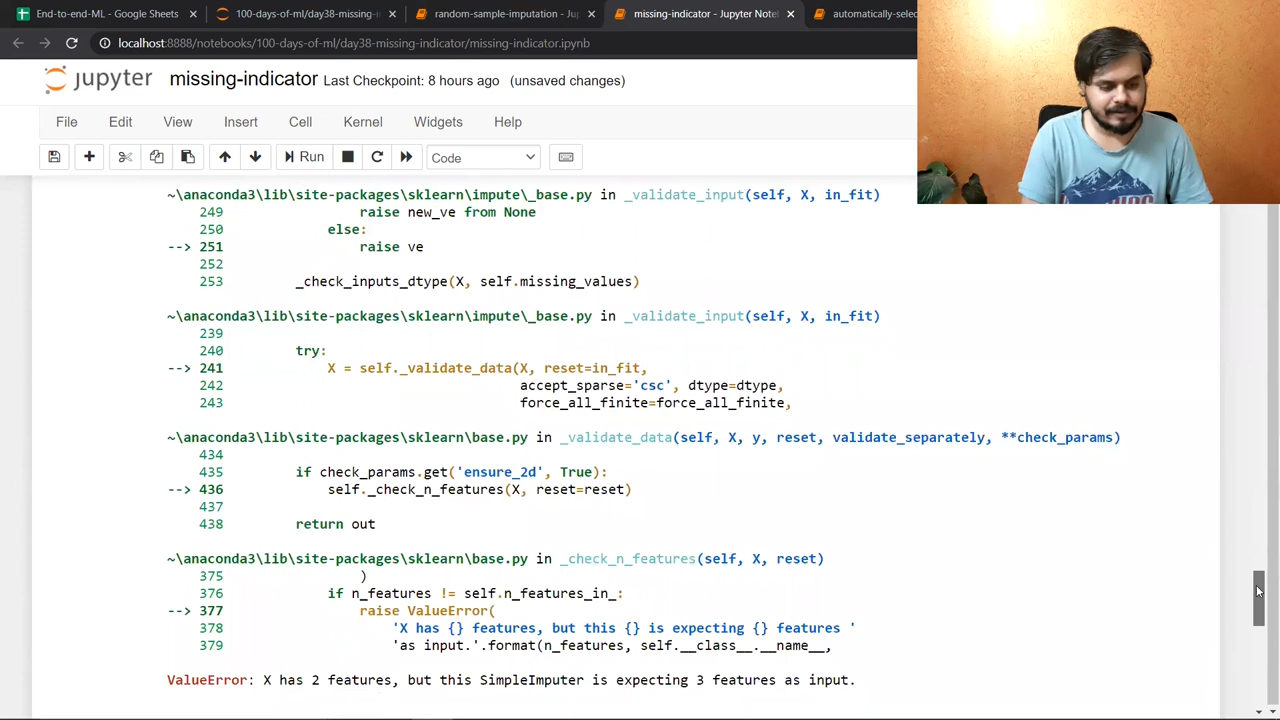 End-to-end-ML - Google Sheets
100-days-of-ml/day38-missing-
random-sample-imputation - Ju
missing-indicator - Jupyter Note
automatically-selec
localhost:8888/notebooks/100-days-of-ml/day38-missing-indicator/missing-indicator.ipynb
jupyter missing-indicator Last Checkpoint: 8 hours ago (unsaved changes)
File Edit View Insert Cell Kernel Widgets Help
Run Code
~\anaconda3\lib\site-packages\sklearn\impute\_base.py in _validate_input(self, X, in_fit)
249 raise new_ve from None
250 else:
--> 251 raise ve
252
253 _check_inputs_dtype(X, self.missing_values)
~\anaconda3\lib\site-packages\sklearn\impute\_base.py in _validate_input(self, X, in_fit)
239
240 try:
--> 241 X = self._validate_data(X, reset=in_fit,
242 accept_sparse='csc', dtype=dtype,
243 force_all_finite=force_all_finite,
~\anaconda3\lib\site-packages\sklearn\base.py in _validate_data(self, X, y, reset, validate_separately, **check_params)
434
435 if check_params.get('ensure_2d', True):
--> 436 self._check_n_features(X, reset=reset)
437
438 return out
~\anaconda3\lib\site-packages\sklearn\base.py in _check_n_features(self, X, reset)
375 )
376 if n_features != self.n_features_in_:
--> 377 raise ValueError(
378 'X has {} features, but this {} is expecting {} features '
379 'as input.'.format(n_features, self.__class__.__name__,
ValueError: X has 2 features, but this SimpleImputer is expecting 3 features as input.